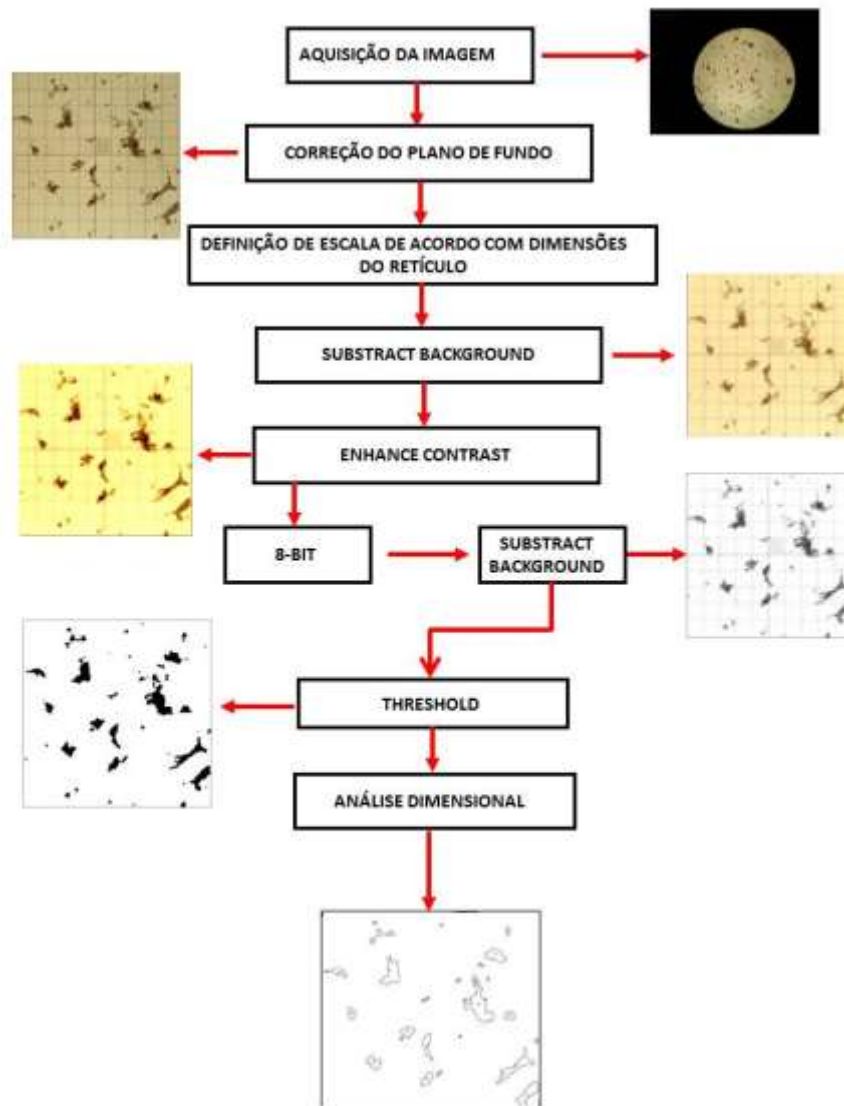 AQUISIÇÃO DA IMAGEM
CORREÇÃO DO PLANO DE FUNDO
DEFINIÇÃO DE ESCALA DE ACORDO COM DIMENSÕES
DO RETÍCULO
SUBSTRACT BACKGROUND
ENHANCE CONTRAST
8-BIT
SUBSTRACT
BACKGROUND
THRESHOLD
ANÁLISE DIMENSIONAL